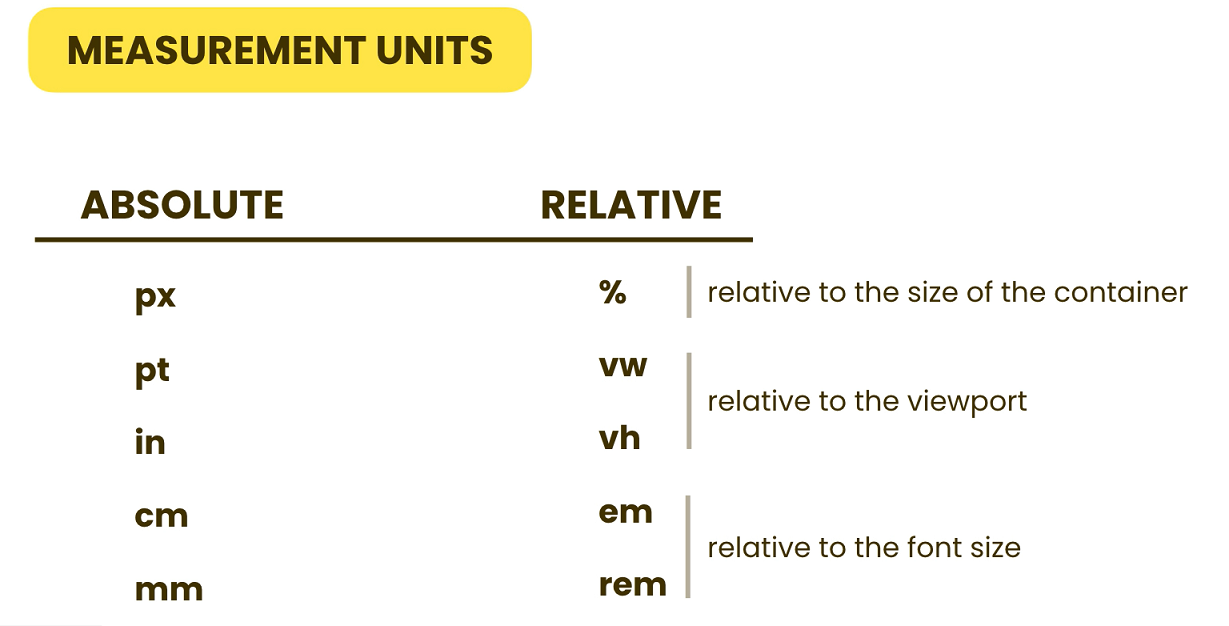 MEASUREMENT UNITS
ABSOLUTE RELATIVE
px % relative to the size of the container
pt vw
relative to the viewport
in vh
cm em
relative to the font size
mm rem